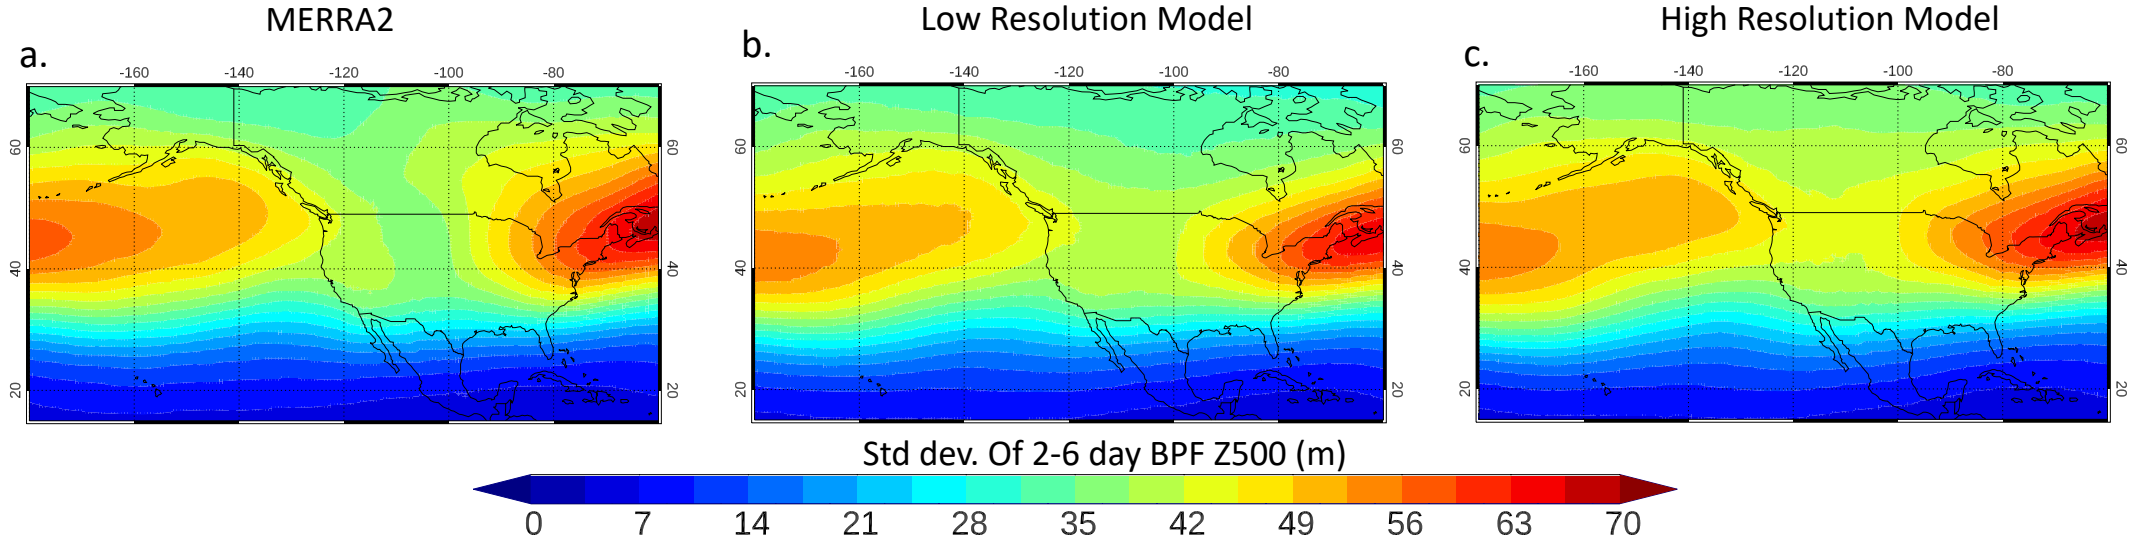 MERRA2
Low Resolution Model
High Resolution Model
a.
b.
c.
-160 -140 -120 -100 -80
-160 -140 -120 -100 -80
-160 -140 -120 -100 -80
60 60
40 40
20 20
60 60
40 40
20 20
60 60
40 40
20 20
Std dev. Of 2-6 day BPF Z500 (m)
0 7 14 21 28 35 42 49 56 63 70